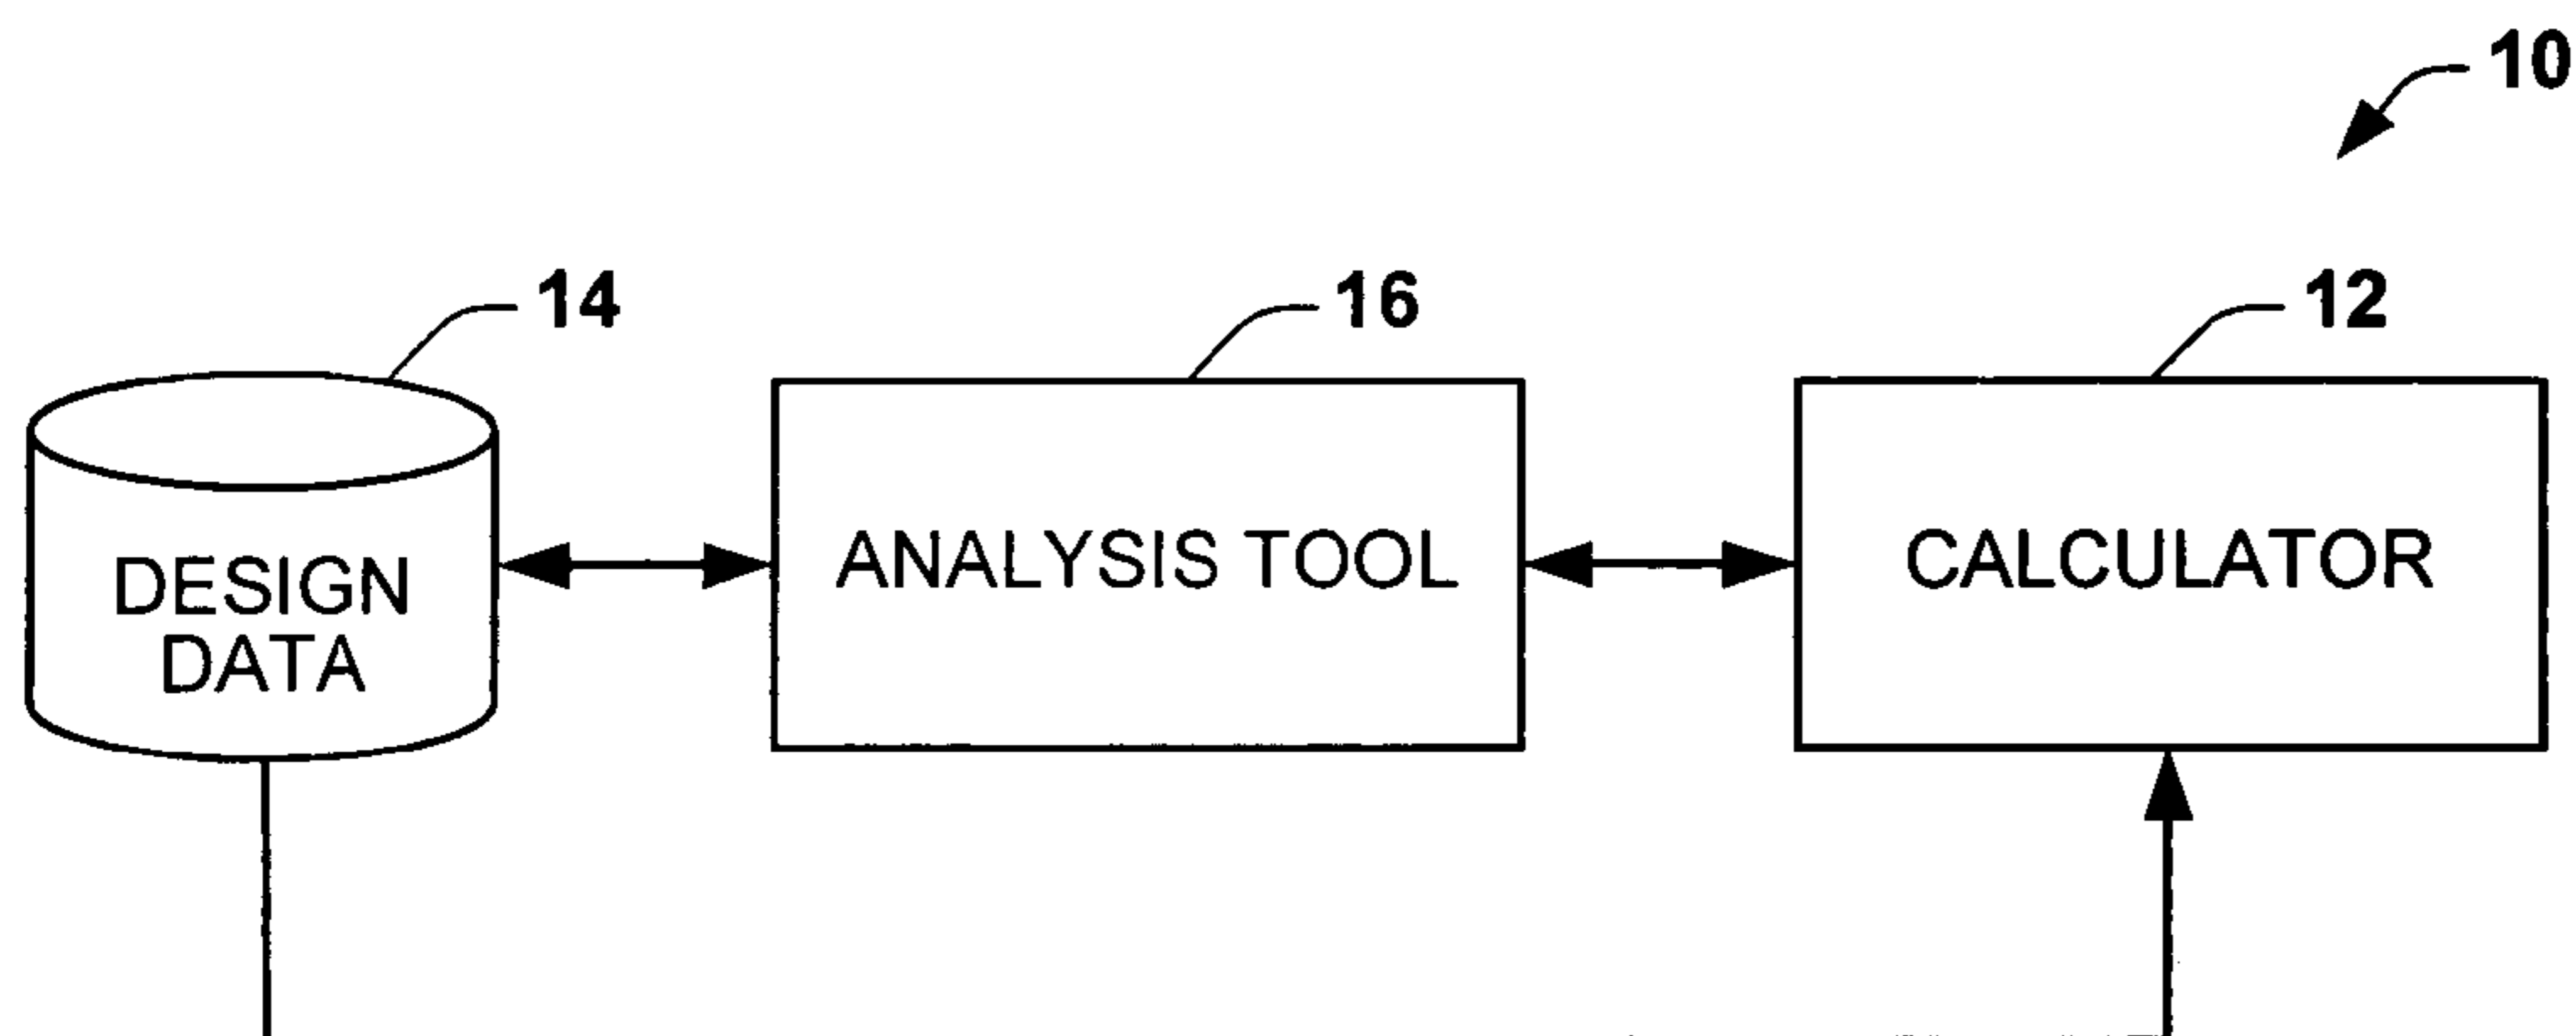 10
14
16
12
DESIGN
DATA
ANALYSIS TOOL
CALCULATOR